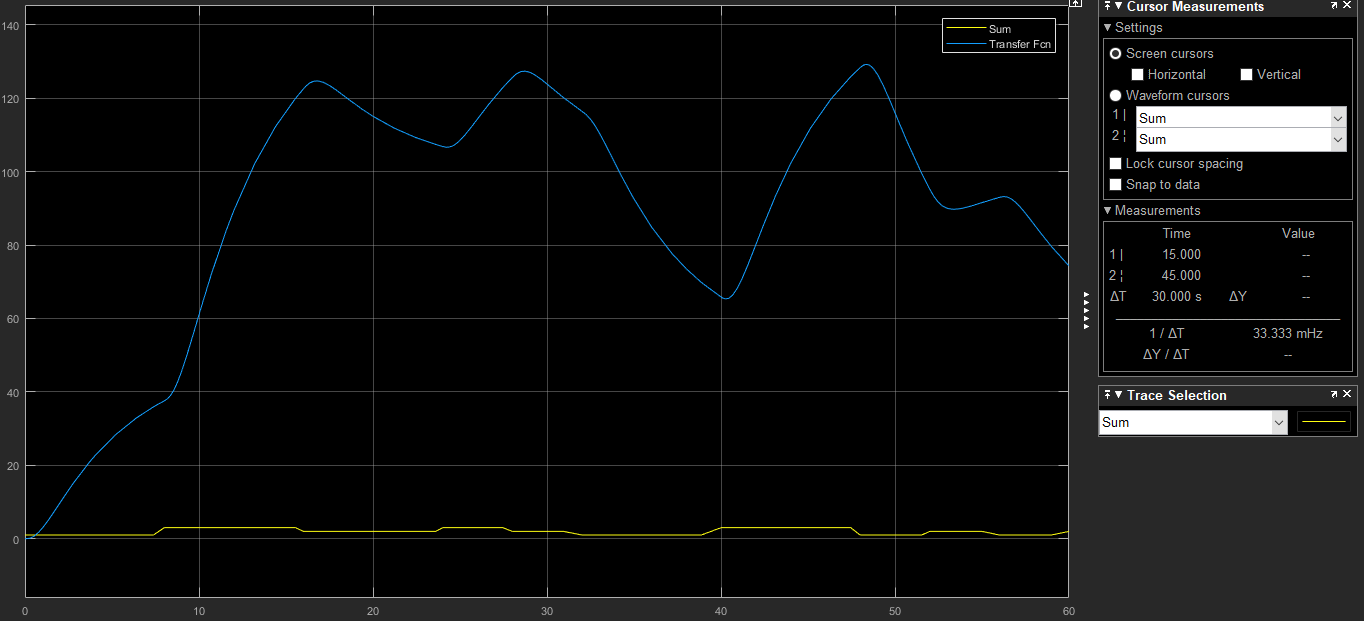 140
120
100
80
60
40
20
0
0 10 20 30 40 50 60
Sum
Transfer Fcn
Cursor Measurements
Settings
Screen cursors
Horizontal Vertical
Waveform cursors
1 | Sum
2 ¦ Sum
Lock cursor spacing
Snap to data
Measurements
Time Value
1 | 15.000 --
2 ¦ 45.000 --
ΔT 30.000 s ΔY --
1 / ΔT 33.333 mHz
ΔY / ΔT --
Trace Selection
Sum